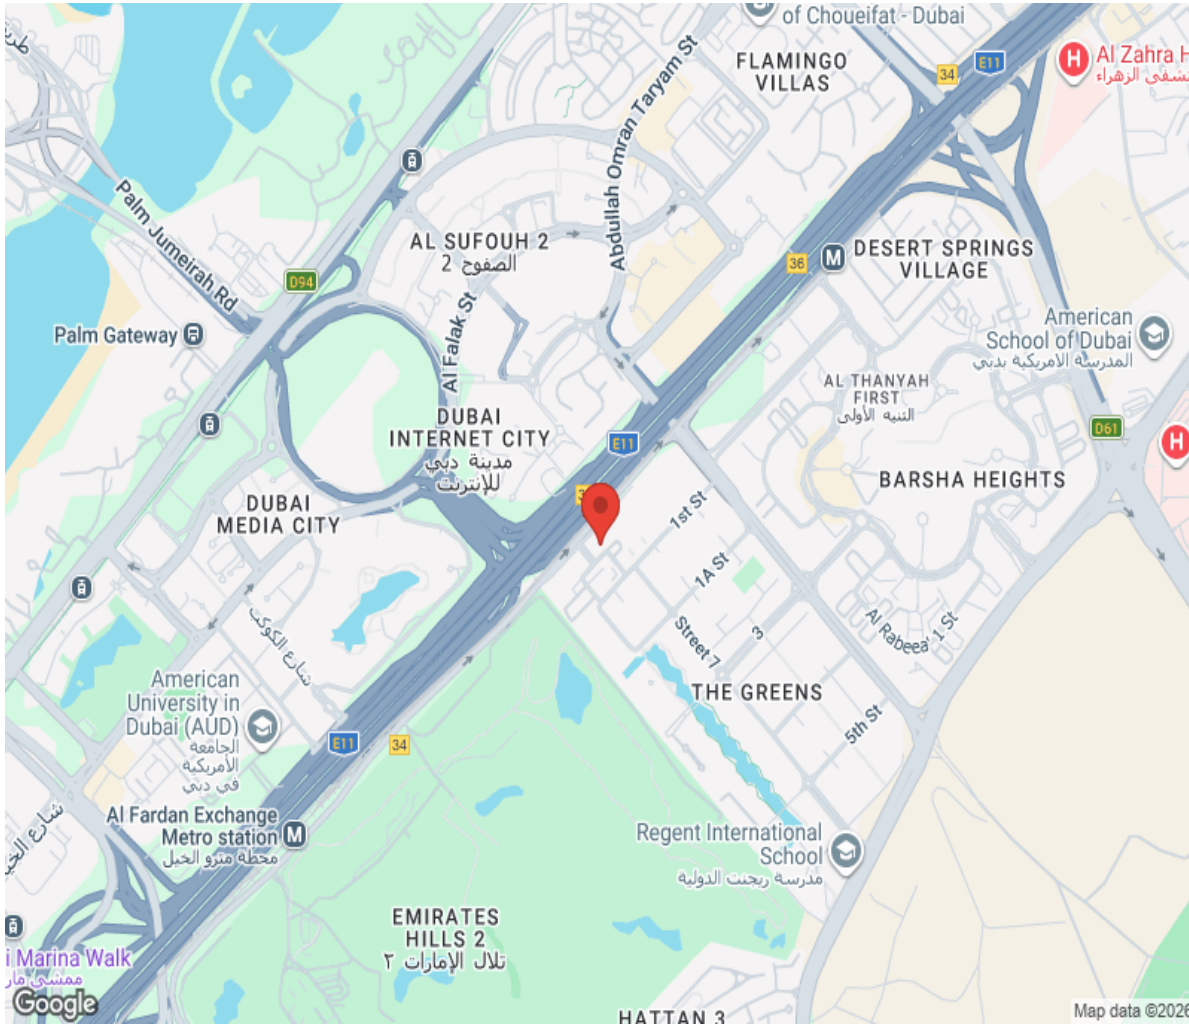 of Choueifat - Dubai
FLAMINGO
VILLAS
34
E11
Al Zahra H
Abdullah Omran Taryam St
Palm Jumeirah Rd
AL SUFOUH 2
الصفوح 2
D94
36
M
DESERT SPRINGS
VILLAGE
Palm Gateway
Al Falak St
American
School of Dubai
المدرسة الامريكية بدبي
AL THANYAH
FIRST
الثنيه الأولى
DUBAI
INTERNET CITY
مدينة دبي
للإنترنت
E11
D61
H
BARSHA HEIGHTS
DUBAI
MEDIA CITY
1st St
1A St
Street 7
3
Al Rabeea' 1 St
شارع الكوكب
THE GREENS
5th St
American
University in
Dubai (AUD)
الجامعة
الأمريكية
في دبي
E11
34
Al Fardan Exchange
Metro station
محطة مترو الخيل
M
Regent International
School
مدرسة ريجنت الدولية
EMIRATES
HILLS 2
تلال الإمارات ٢
i Marina Walk
Google
HATTAN 3
Map data ©2026